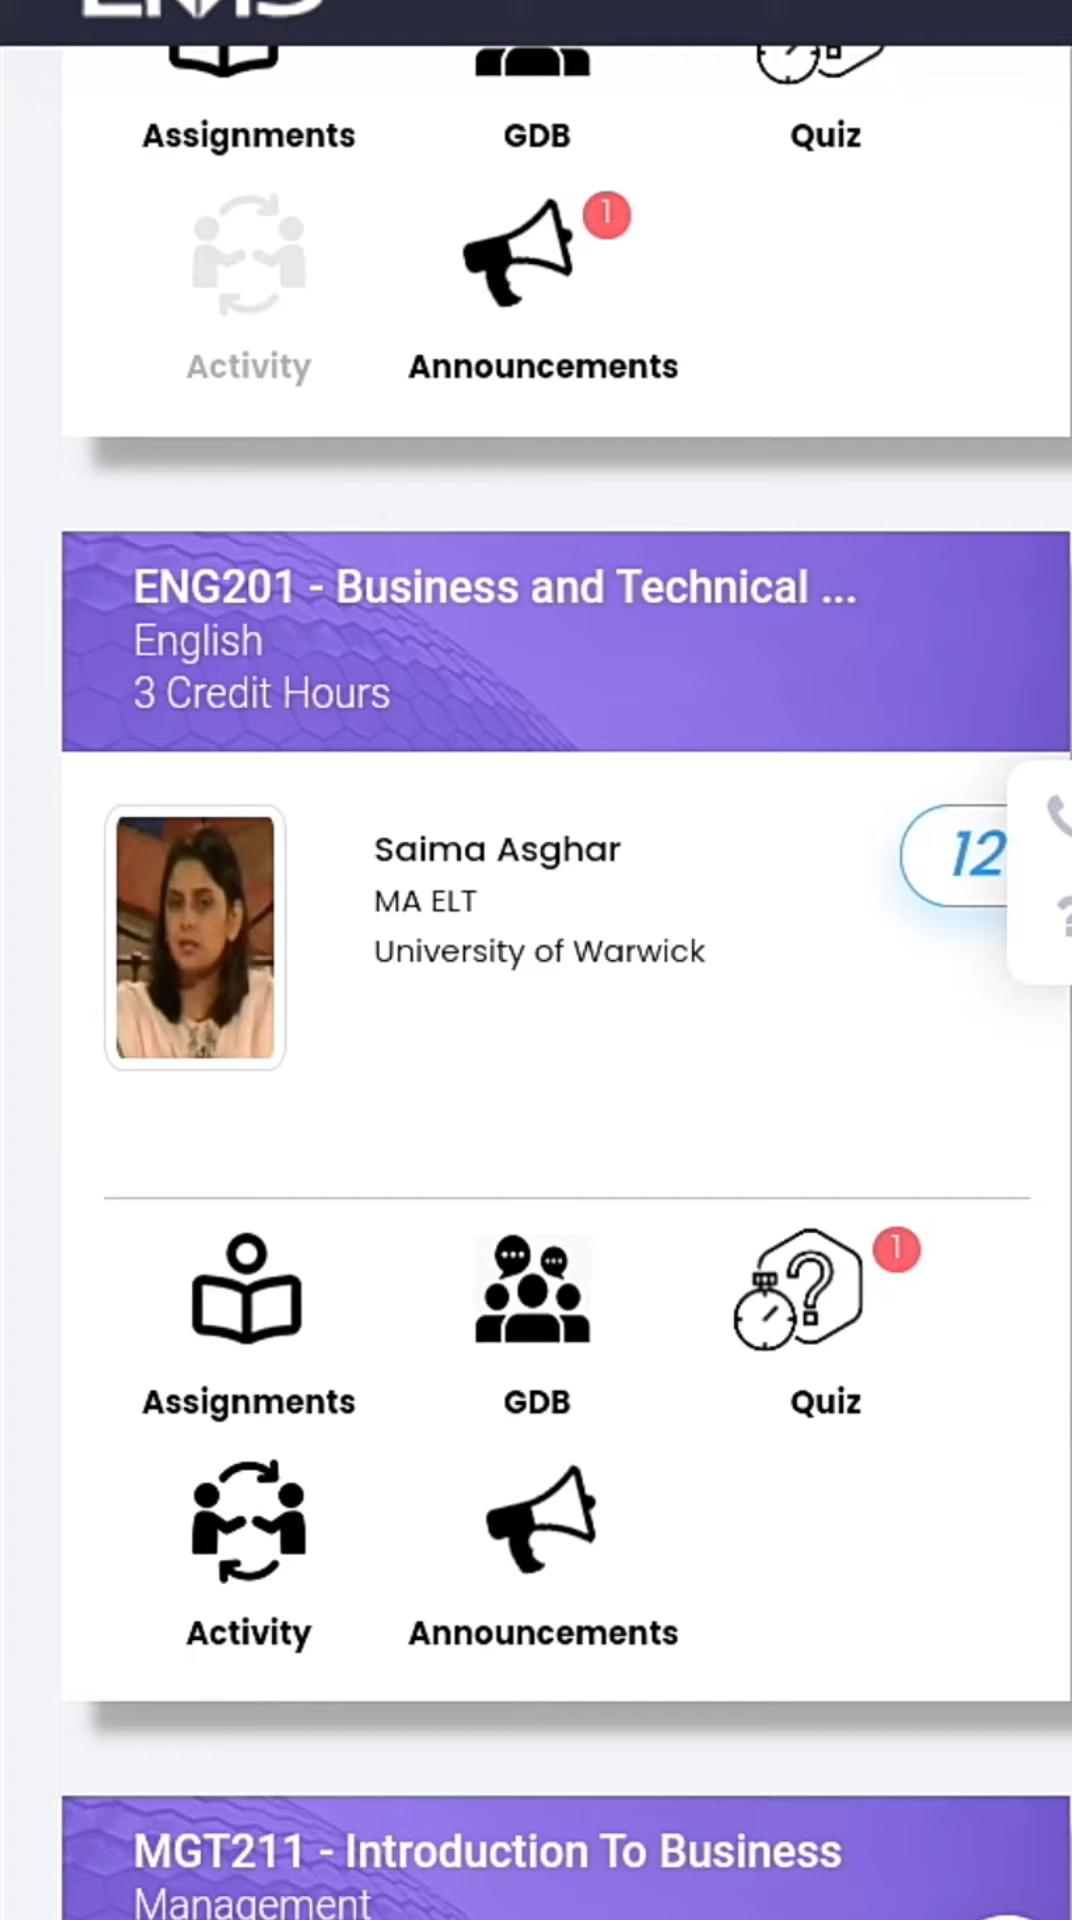 LMS
Assignments
GDB
Quiz
1
Activity
Announcements
ENG201 - Business and Technical ...
English
3 Credit Hours
Saima Asghar
MA ELT
University of Warwick
12
?
1
Assignments
GDB
Quiz
Activity
Announcements
MGT211 - Introduction To Business
Management